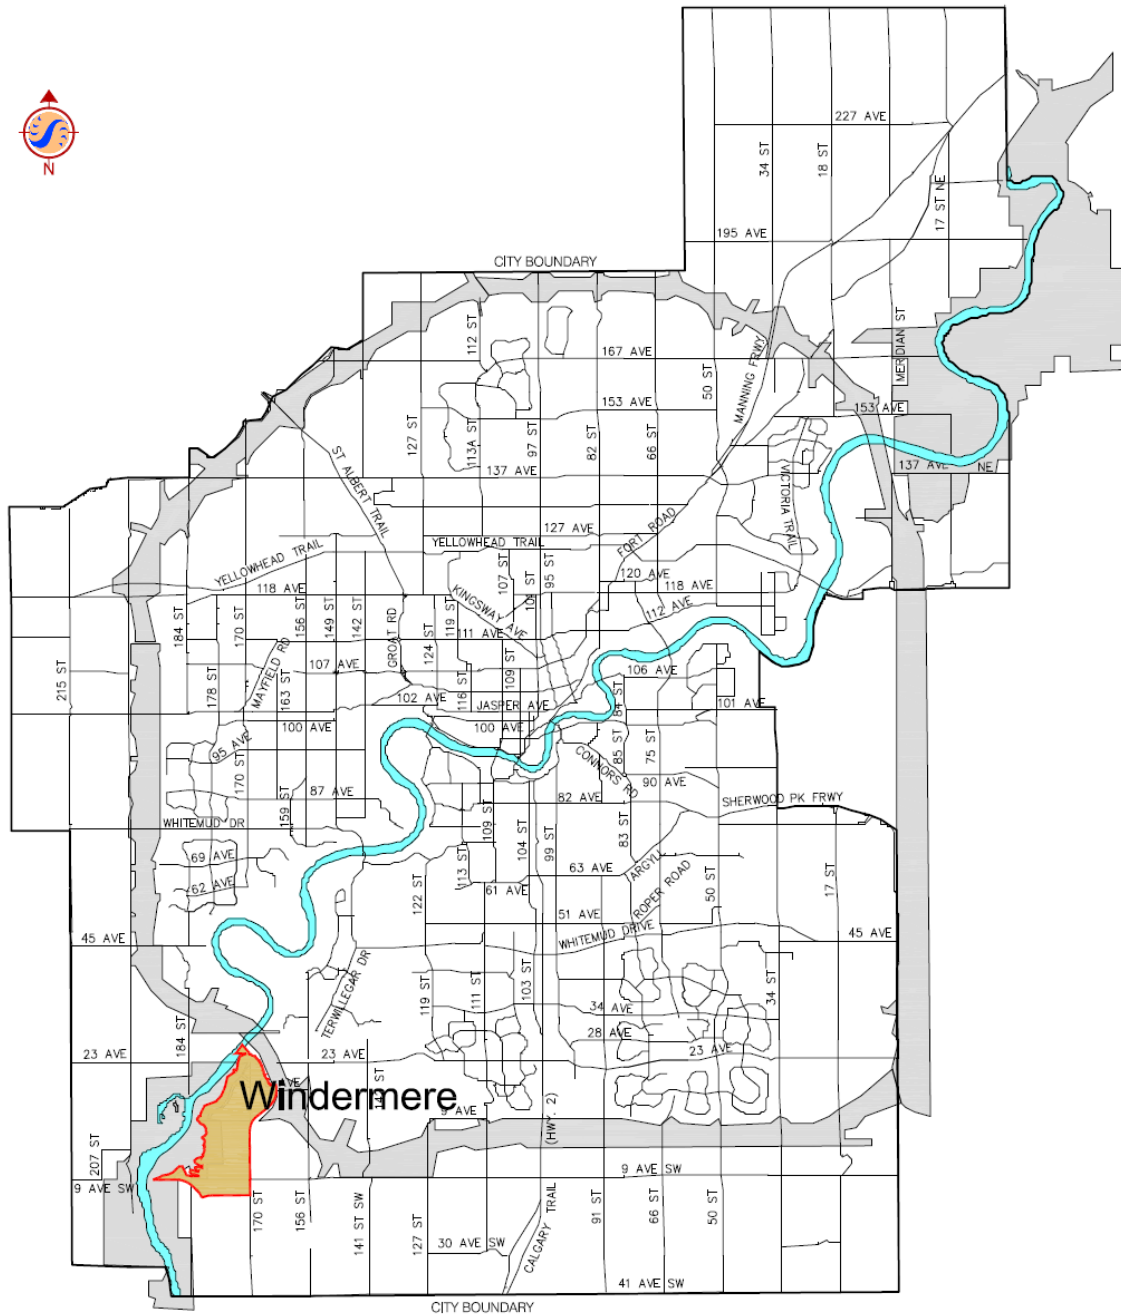 227 AVE
34 ST
18 ST
N
17 ST NE
195 AVE
CITY BOUNDARY
112 ST
MERIDIAN ST
167 AVE
MANNING FRWY
50 ST
153 AVE
153 AVE
127 ST
113A ST
97 ST
82 ST
66 ST
ST ALBERT TRAIL
137 AVE
137 AVE
NE
VICTORIA TRAIL
127 AVE
FORT ROAD
YELLOWHEAD TRAIL
YELLOWHEAD TRAIL
107 ST
95 ST
120 AVE
118 AVE
118 AVE
KINGSWAY AVE
112 AVE
184 ST
170 ST
156 ST
149 ST
142 ST
GROAT RD
124 ST
119 ST
111 AVE
215 ST
178 ST
MAYFIELD RD
163 ST
107 AVE
116 ST
109 ST
106 AVE
102 AVE
JASPER AVE
84 ST
101 AVE
100 AVE
100 AVE
95 AVE
170 ST
CONNORS RD
85 ST
75 ST
90 AVE
87 AVE
159 ST
82 AVE
SHERWOOD PK FRWY
WHITEMUD DR
109 ST
104 ST
99 ST
83 ST
69 AVE
113 ST
63 AVE
ARGYLL
62 AVE
122 ST
61 AVE
ROPER ROAD
50 ST
17 ST
51 AVE
45 AVE
WHITEMUD DRIVE
45 AVE
TERWILLEGAR DR
119 ST
111 ST
103 ST
34 ST
34 AVE
184 ST
28 AVE
23 AVE
23 AVE
23 AVE
Windermere
AVE
9 AVE
(HWY. 2)
207 ST
9 AVE SW
9 AVE SW
170 ST
156 ST
141 ST SW
127 ST
CALGARY TRAIL
91 ST
66 ST
50 ST
30 AVE SW
41 AVE SW
CITY BOUNDARY